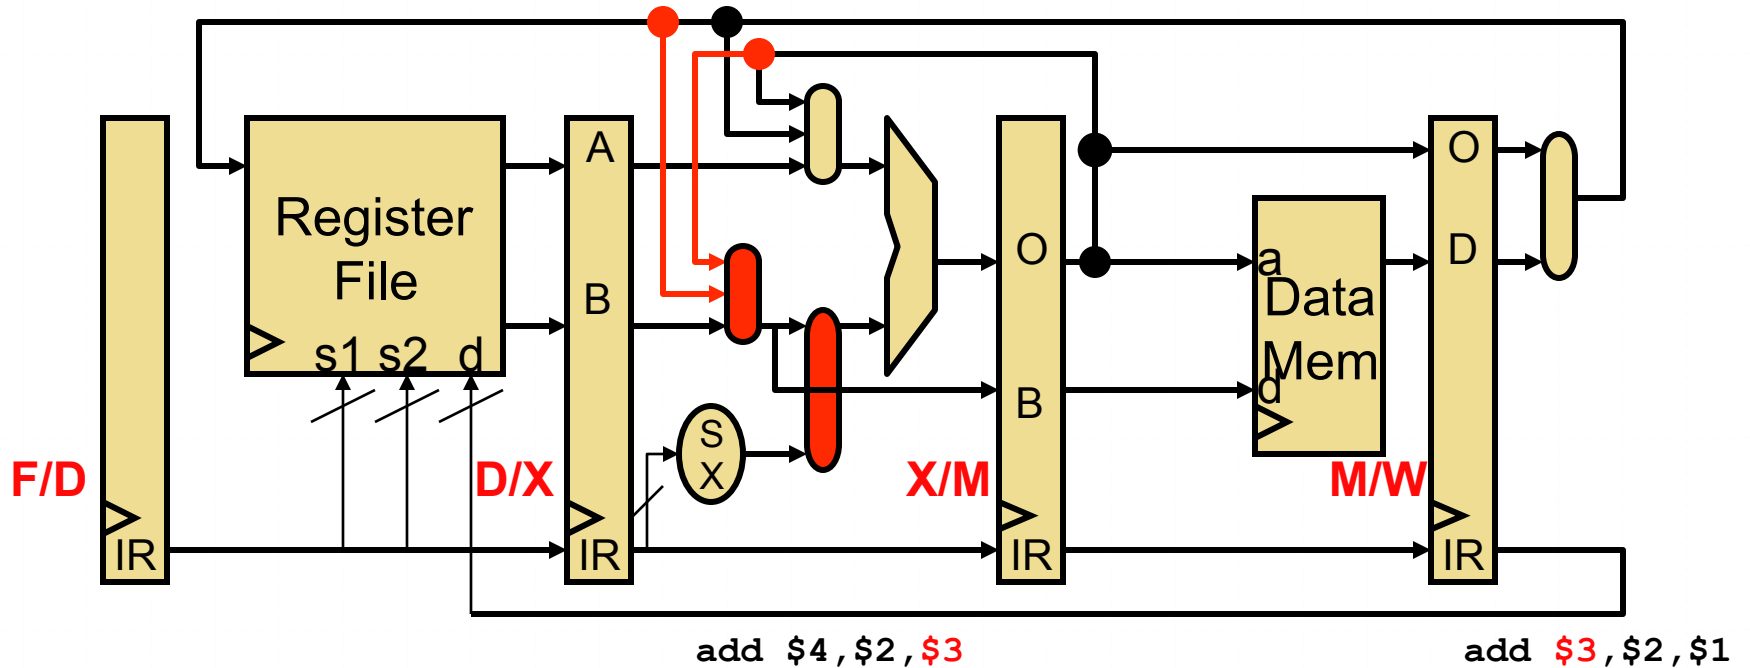 A
O
Register
File
B
O
D
a
Data
Mem
d
s1 s2 d
B
S
X
F/D
D/X
X/M
M/W
IR
IR
IR
IR
add $4,$2,$3
add $3,$2,$1